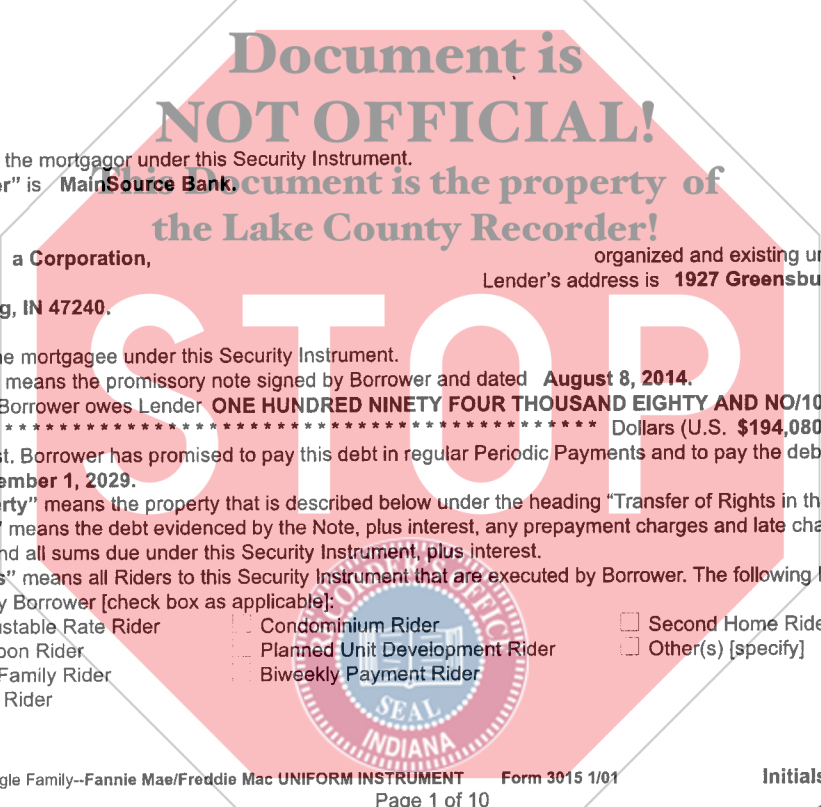 Document is
NOT OFFICIAL!
the mortgagor under this Security Instrument.
This Document is the property of
er” is MainSource Bank.
the Lake County Recorder!
a Corporation, organized and existing un
Lender's address is 1927 Greensbu
g, IN 47240.
STOP
he mortgagee under this Security Instrument.
means the promissory note signed by Borrower and dated August 8, 2014.
Borrower owes Lender ONE HUNDRED NINETY FOUR THOUSAND EIGHTY AND NO/10
* * * * * * * * * * * * * * * * * * * * * * * * * * * * * * * * * * * * * * * * * * * * * * * Dollars (U.S. $194,080
st. Borrower has promised to pay this debt in regular Periodic Payments and to pay the deb
ember 1, 2029.
rty” means the property that is described below under the heading “Transfer of Rights in th
” means the debt evidenced by the Note, plus interest, any prepayment charges and late cha
nd all sums due under this Security Instrument, plus interest.
s” means all Riders to this Security Instrument that are executed by Borrower. The following
y Borrower [check box as applicable]:
ustable Rate Rider Condominium Rider Second Home Ride
oon Rider Planned Unit Development Rider Other(s) [specify]
Family Rider Biweekly Payment Rider
Rider
RECORDER'S OFFIC
SEAL
INDIANA
gle Family--Fannie Mae/Freddie Mac UNIFORM INSTRUMENT Form 3015 1/01 Initials
Page 1 of 10